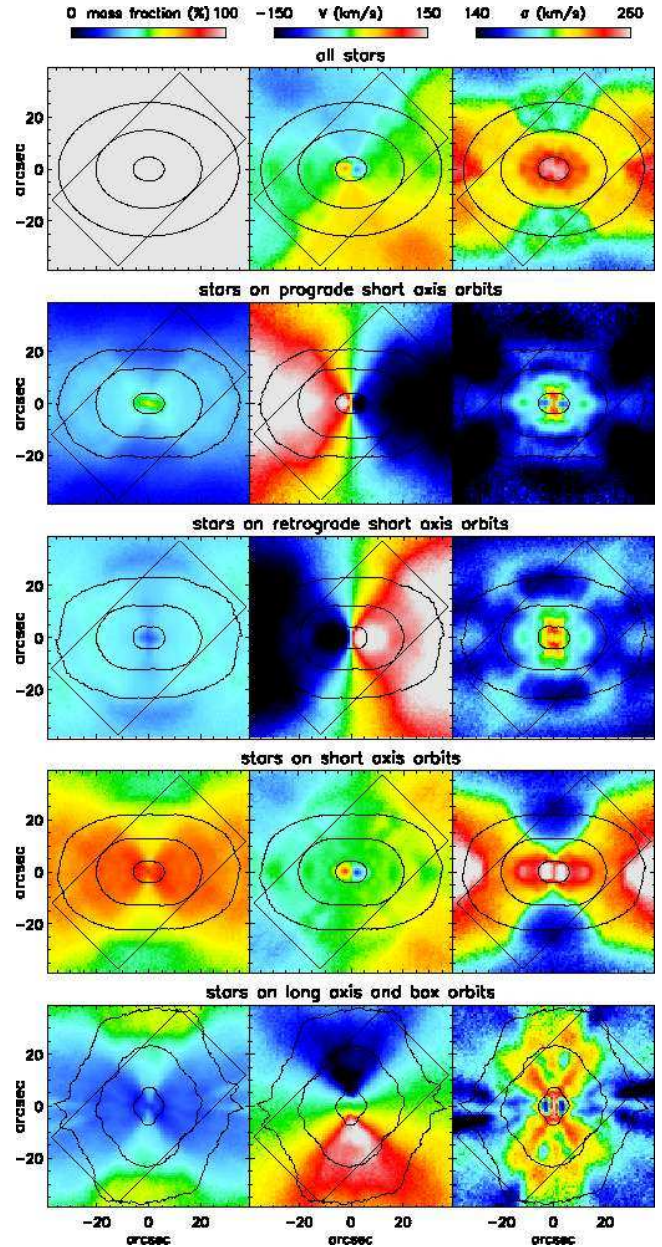 0 mass fraction (%) 100 -150 V (km/s) 150 140 σ (km/s) 260
all stars
arcsec
20
0
-20
stars on prograde short axis orbits
arcsec
20
0
-20
stars on retrograde short axis orbits
arcsec
20
0
-20
stars on short axis orbits
arcsec
20
0
-20
stars on long axis and box orbits
arcsec
20
0
-20
-20 0 20 -20 0 20 -20 0 20
arcsec arcsec arcsec